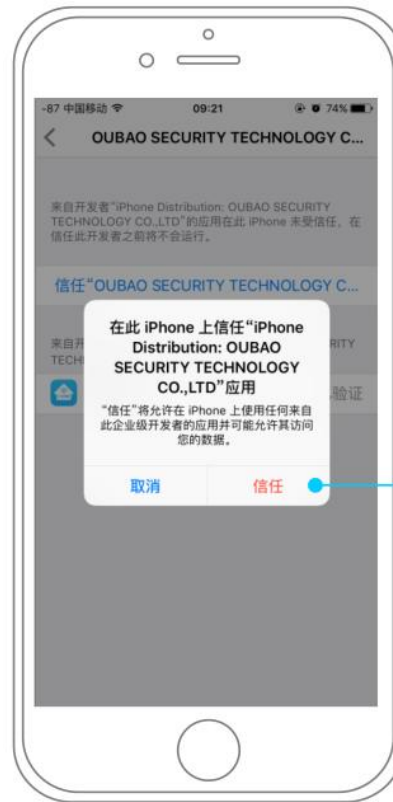 -87 中国移动 09:21 74%
OUBAO SECURITY TECHNOLOGY C...
来自开发者“iPhone Distribution: OUBAO SECURITY
TECHNOLOGY CO.,LTD”的应用在此 iPhone 未受信任。在
信任此开发者之前将不会运行。
信任“OUBAO SECURITY TECHNOLOGY C...
在此 iPhone 上信任“iPhone
Distribution: OUBAO
SECURITY TECHNOLOGY
CO.,LTD”应用
来自开
RITY
TECH
验证
“信任”将允许在 iPhone 上使用任何来自
此企业级开发者的应用并可能允许其访问
您的数据。
取消 信任